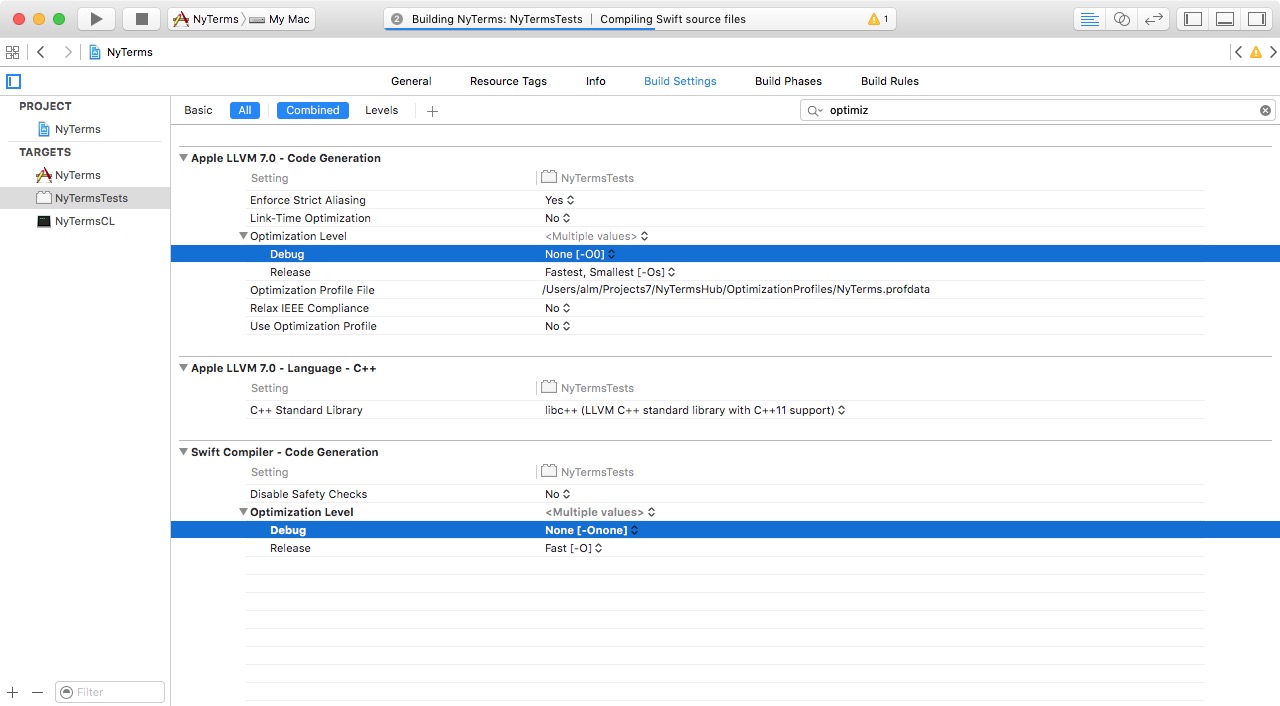 NyTerms My Mac 2 Building NyTerms: NyTermsTests | Compiling Swift source files 1
NyTerms
General Resource Tags Info Build Settings Build Phases Build Rules
PROJECT
NyTerms
TARGETS
NyTerms
NyTermsTests
NyTermsCL
Filter
Basic All Combined Levels optimiz
Apple LLVM 7.0 - Code Generation
Setting NyTermsTests
Enforce Strict Aliasing Yes
Link-Time Optimization No
Optimization Level <Multiple values>
Debug None [-O0]
Release Fastest, Smallest [-Os]
Optimization Profile File /Users/alm/Projects7/NyTermsHub/OptimizationProfiles/NyTerms.profdata
Relax IEEE Compliance No
Use Optimization Profile No
Apple LLVM 7.0 - Language - C++
Setting NyTermsTests
C++ Standard Library libc++ (LLVM C++ standard library with C++11 support)
Swift Compiler - Code Generation
Setting NyTermsTests
Disable Safety Checks No
Optimization Level <Multiple values>
Debug None [-Onone]
Release Fast [-O]